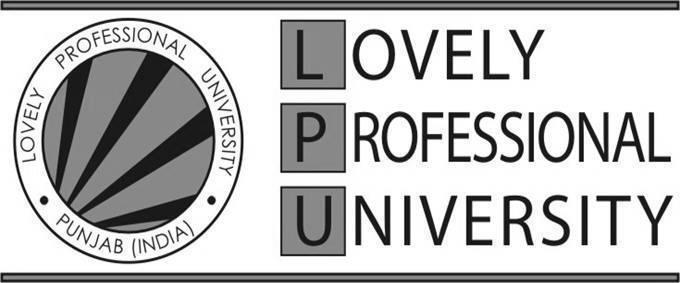 LOVELY PROFESSIONAL UNIVERSITY
• PUNJAB (INDIA) •
LOVELY
PROFESSIONAL
UNIVERSITY